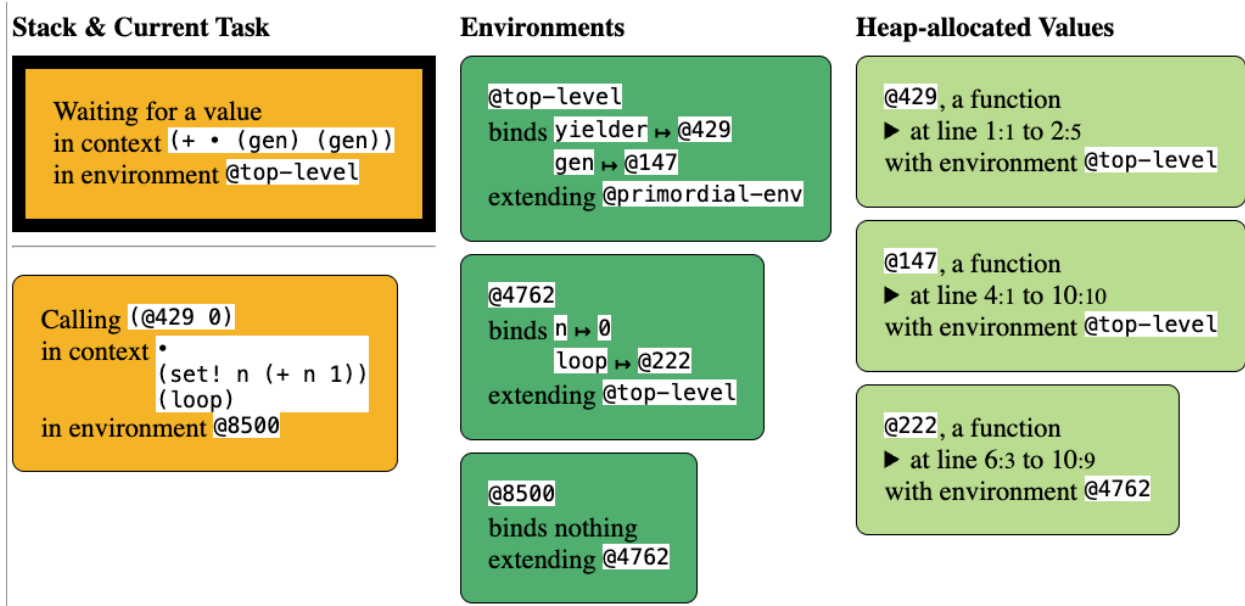 Stack & Current Task
Waiting for a value
in context (+ • (gen) (gen))
in environment @top-level
Calling (@429 0)
in context •
(set! n (+ n 1))
(loop)
in environment @8500
Environments
@top-level
binds yielder ↦ @429
gen ↦ @147
extending @primordial-env
@4762
binds n ↦ 0
loop ↦ @222
extending @top-level
@8500
binds nothing
extending @4762
Heap-allocated Values
@429, a function
▶ at line 1:1 to 2:5
with environment @top-level
@147, a function
▶ at line 4:1 to 10:10
with environment @top-level
@222, a function
▶ at line 6:3 to 10:9
with environment @4762